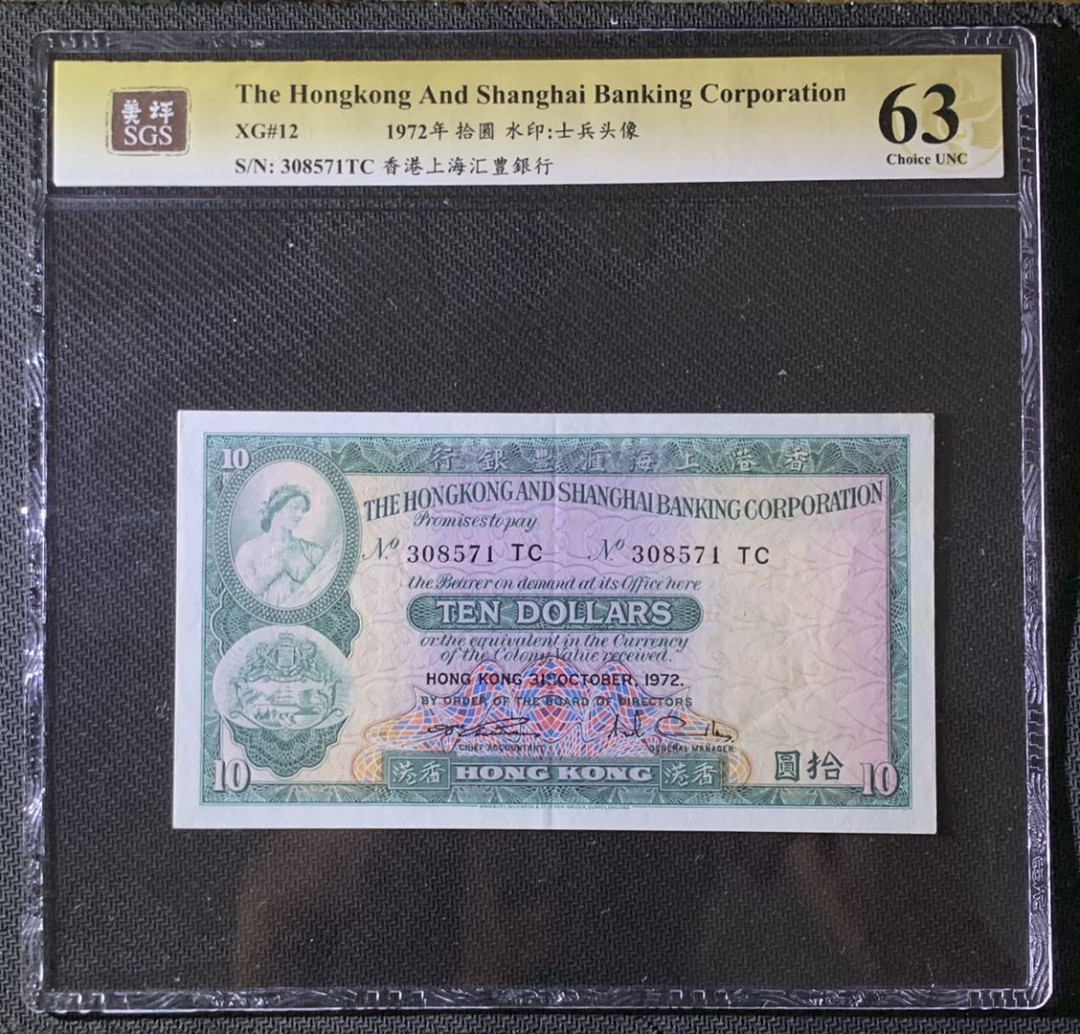 美评
SGS
The Hongkong And Shanghai Banking Corporation
XG#12 1972年 拾圓 水印:士兵头像
S/N: 308571TC 香港上海汇豐銀行
63
Choice UNC
10
行銀豐滙海上港香
THE HONGKONG AND SHANGHAI BANKING CORPORATION
Promises to pay
Nº 308571 TC Nº 308571 TC
the Bearer on demand at its Office here
TEN DOLLARS
or the equivalent in the Currency
of the Colony Value received.
HONG KONG 31ST OCTOBER, 1972.
BY ORDER OF THE BOARD OF DIRECTORS
CHIEF ACCOUNTANT GENERAL MANAGER
10 港香 HONG KONG 港香 圓拾 10